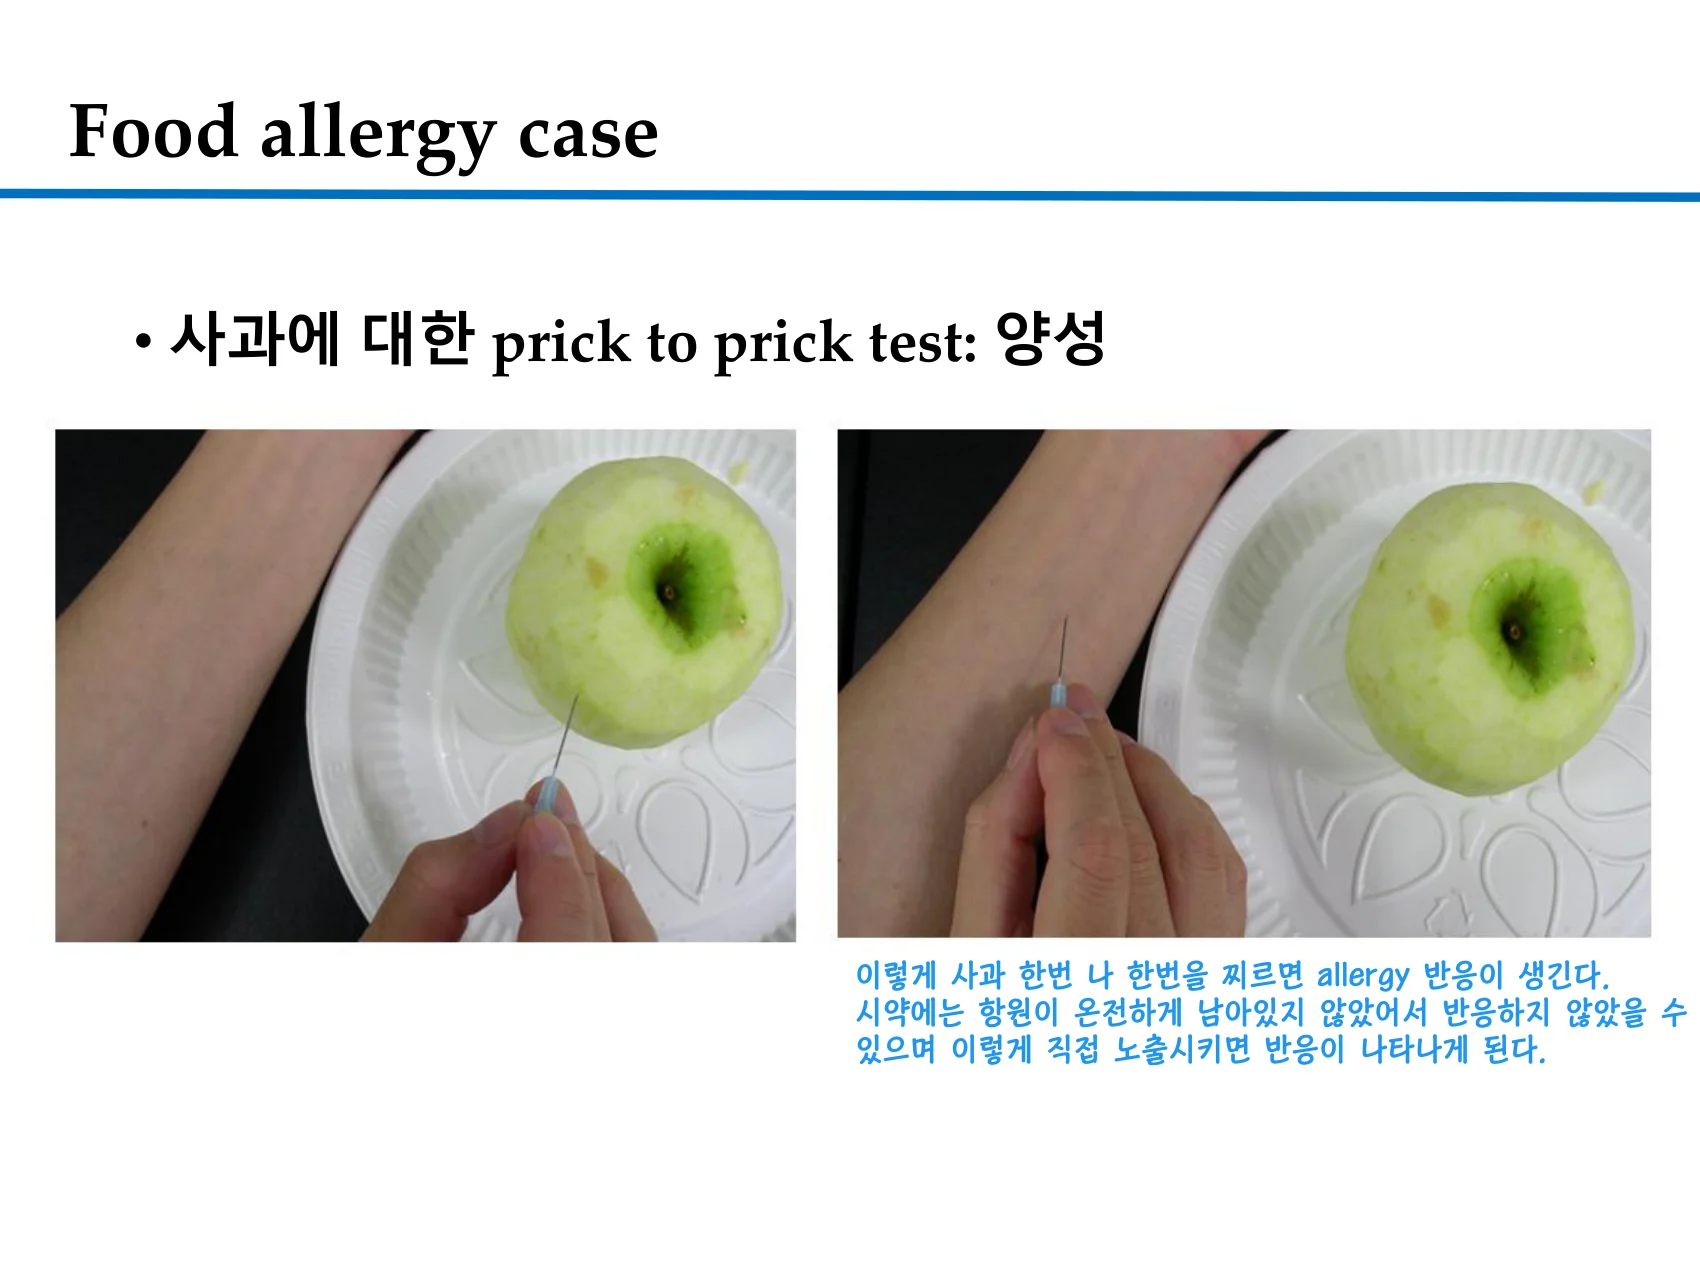 Food allergy case
• 사과에 대한 prick to prick test: 양성
이렇게 사과 한번 나 한번을 찌르면 allergy 반응이 생긴다.
시약에는 항원이 온전하게 남아있지 않았어서 반응하지 않았을 수
있으며 이렇게 직접 노출시키면 반응이 나타나게 된다.